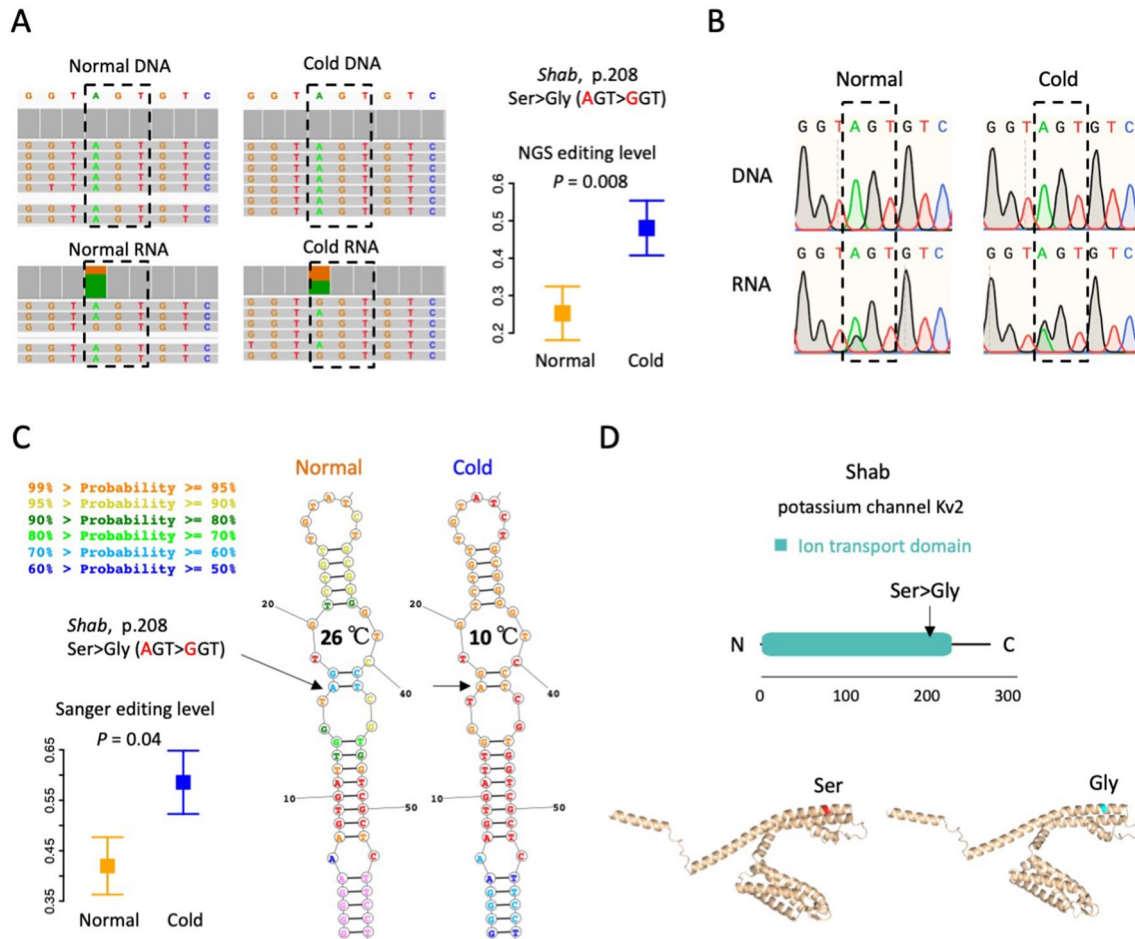 A
Normal DNA
G G T A G T G T C
G G T A G T G T C
G G T A G T G T C
G G T A G T G T C
G G T A G T G T C
G T T A G T G T C
G G T A G T G T C
G G T A G T G T C
Cold DNA
G G T A G T G T C
G G T A G T G T C
G G T A G T G T C
G G T A G T G T C
G G T A G T G T C
G G T A G T G T C
G G T A G T G T C
Normal RNA
G G T A G T G T C
G G T A G T G T C
G G T G G T G T C
G G T A G T G T C
G G T A G T G T C
Cold RNA
G G T G G T G T C
G G T A G T G T C
G G T G G T G T C
T G T A G T G T C
G G T G G T G T C
Shab, p.208
Ser>Gly (AGT>GGT)
NGS editing level
P = 0.008
0.6
0.5
0.4
0.3
0.2
Normal Cold
B
Normal Cold
G G T A G T G T C G G T A G T G T C
DNA
G G T A G T G T C G G T A G T G T C
RNA
C
99% > Probability >= 95%
95% > Probability >= 90%
90% > Probability >= 80%
80% > Probability >= 70%
70% > Probability >= 60%
60% > Probability >= 50%
Shab, p.208
Ser>Gly (AGT>GGT)
Sanger editing level
P = 0.04
0.65
0.55
0.45
0.35
Normal Cold
Normal Cold
20 20
26 ℃ 10 ℃
40 40
10 50 10 50
D
Shab
potassium channel Kv2
Ion transport domain
Ser>Gly
N C
0 100 200 300
Ser Gly